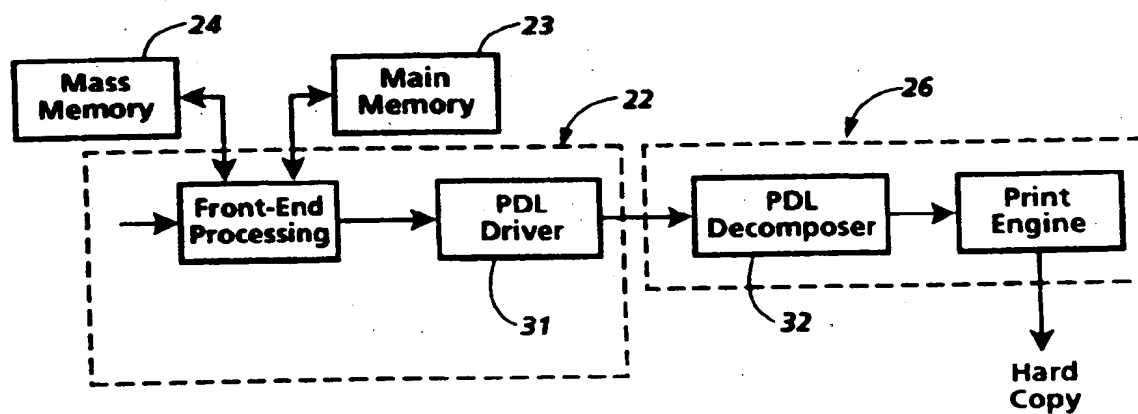 24
23
Mass
Memory
Main
Memory
22
26
Front-End
Processing
PDL
Driver
PDL
Decomposer
Print
Engine
31
32
Hard
Copy